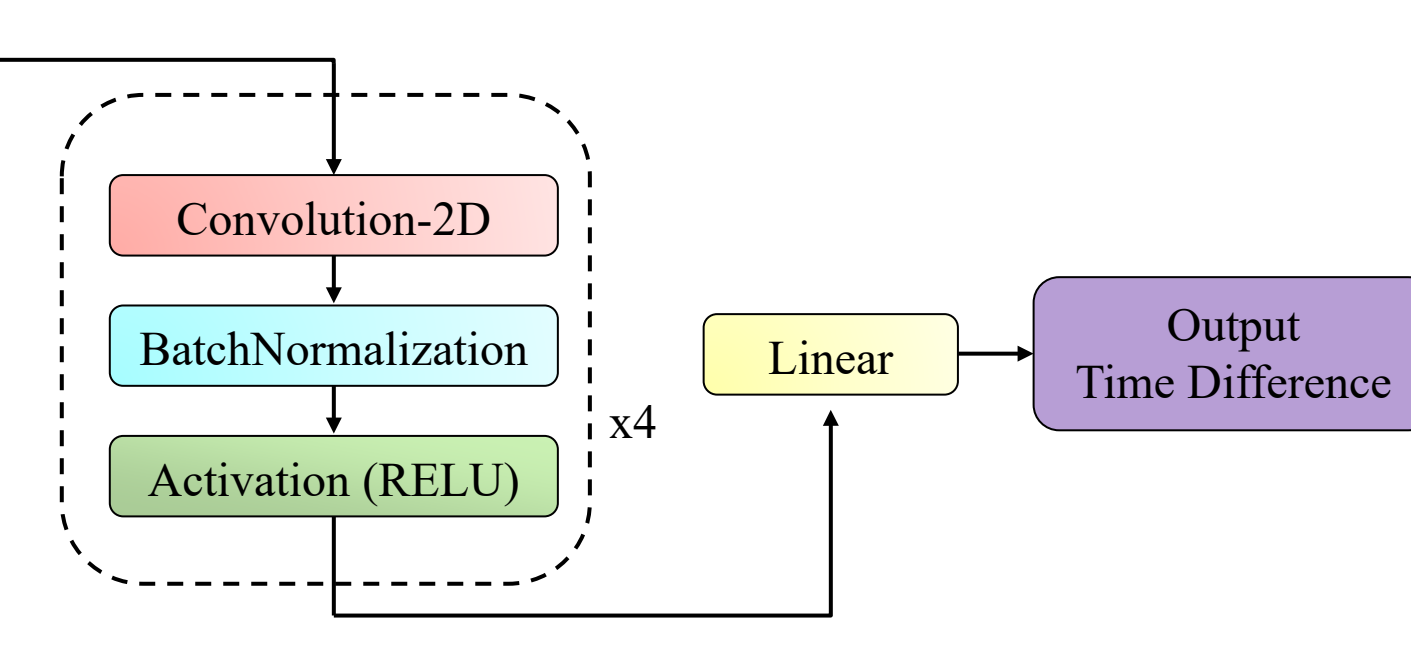 Convolution-2D
BatchNormalization
Activation (RELU)
x4
Linear
Output
Time Difference